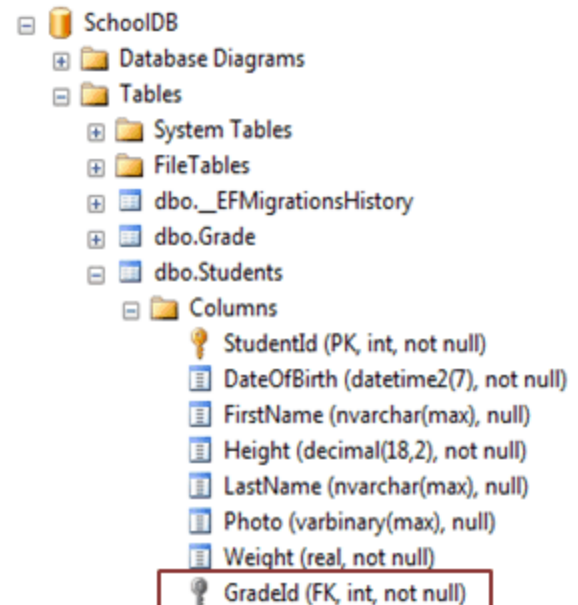 SchoolDB
Database Diagrams
Tables
System Tables
FileTables
dbo.__EFMigrationsHistory
dbo.Grade
dbo.Students
Columns
StudentId (PK, int, not null)
DateOfBirth (datetime2(7), not null)
FirstName (nvarchar(max), null)
Height (decimal(18,2), not null)
LastName (nvarchar(max), null)
Photo (varbinary(max), null)
Weight (real, not null)
GradeId (FK, int, not null)